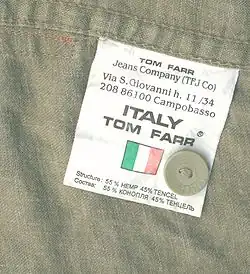 TOM FARR
Jeans Company (TFJ Co)
Via S.Giovanni h. 11/34
208 86100 Campobasso
ITALY
TOM FARR ®
Structure: 55% HEMP 45% TENCEL
Состав: 55% КОНОПЛЯ 45% ТЕНЦЕЛЬ